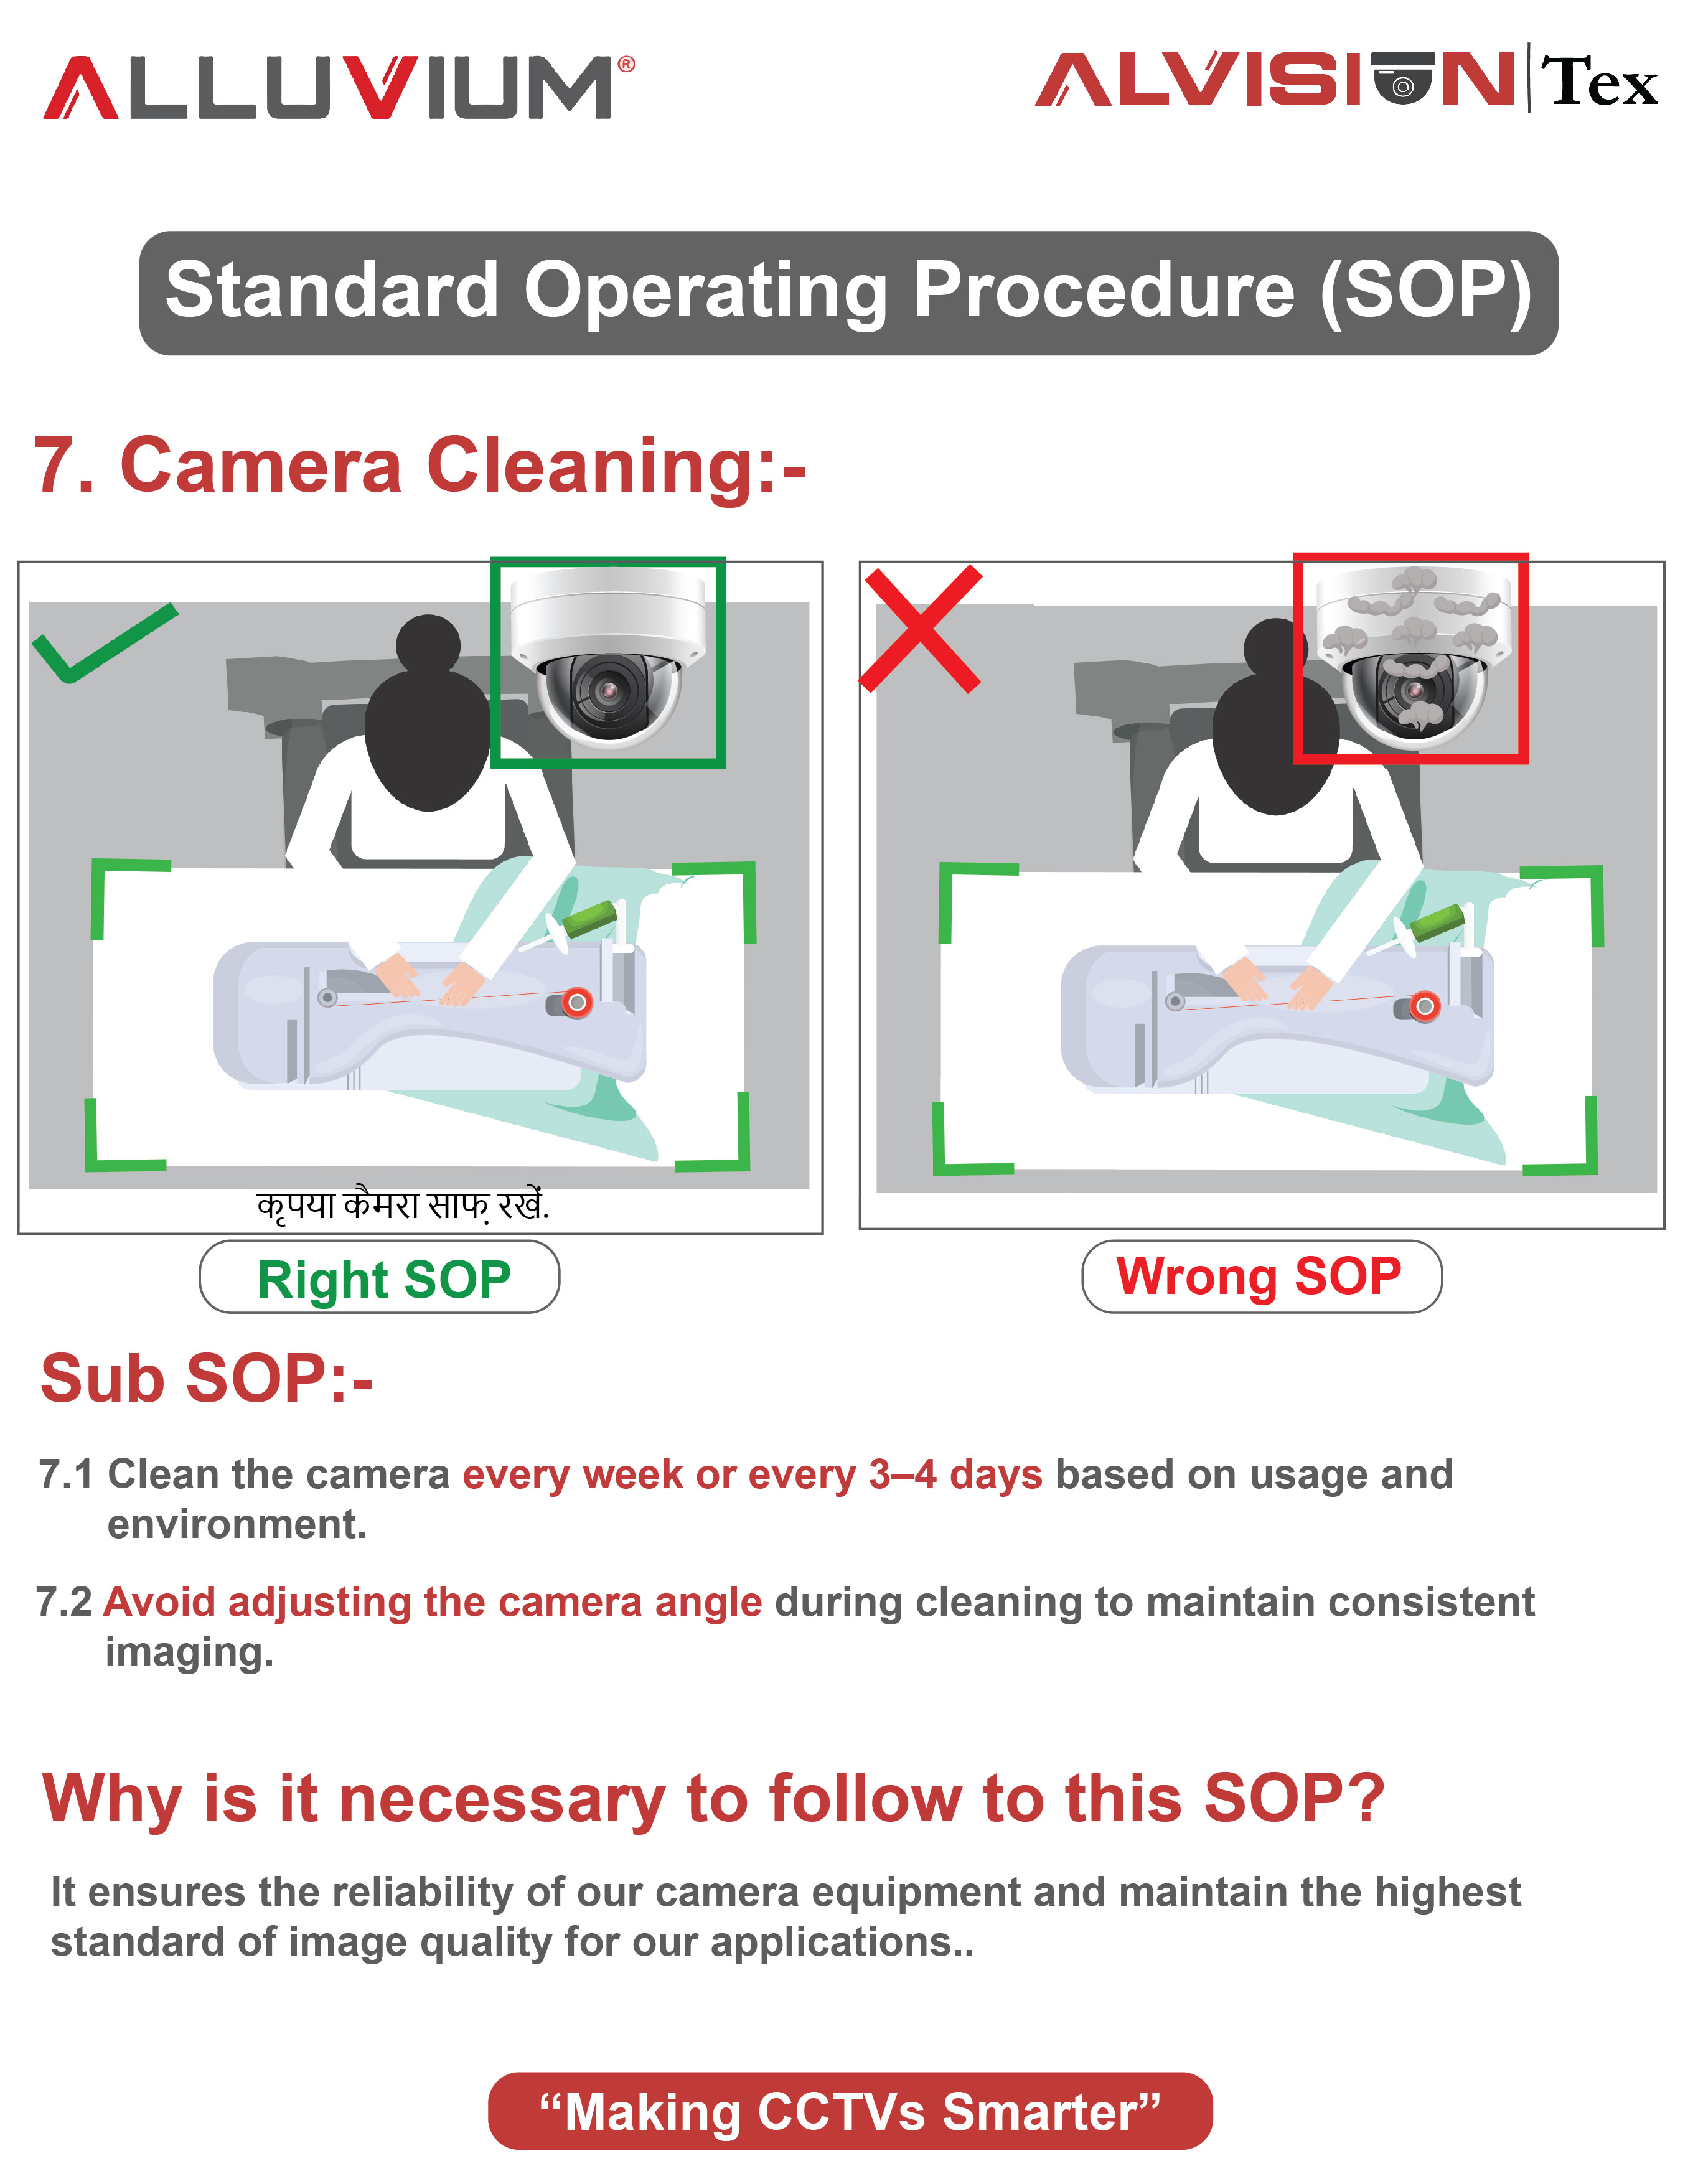 ALLUVIUM®
ALVISION | Tex
Standard Operating Procedure (SOP)
7. Camera Cleaning:-
कृपया कैमरा साफ़ रखें.
Right SOP
Wrong SOP
Sub SOP:-
7.1 Clean the camera every week or every 3–4 days based on usage and
environment.
7.2 Avoid adjusting the camera angle during cleaning to maintain consistent
imaging.
Why is it necessary to follow to this SOP?
It ensures the reliability of our camera equipment and maintain the highest
standard of image quality for our applications..
“Making CCTVs Smarter”